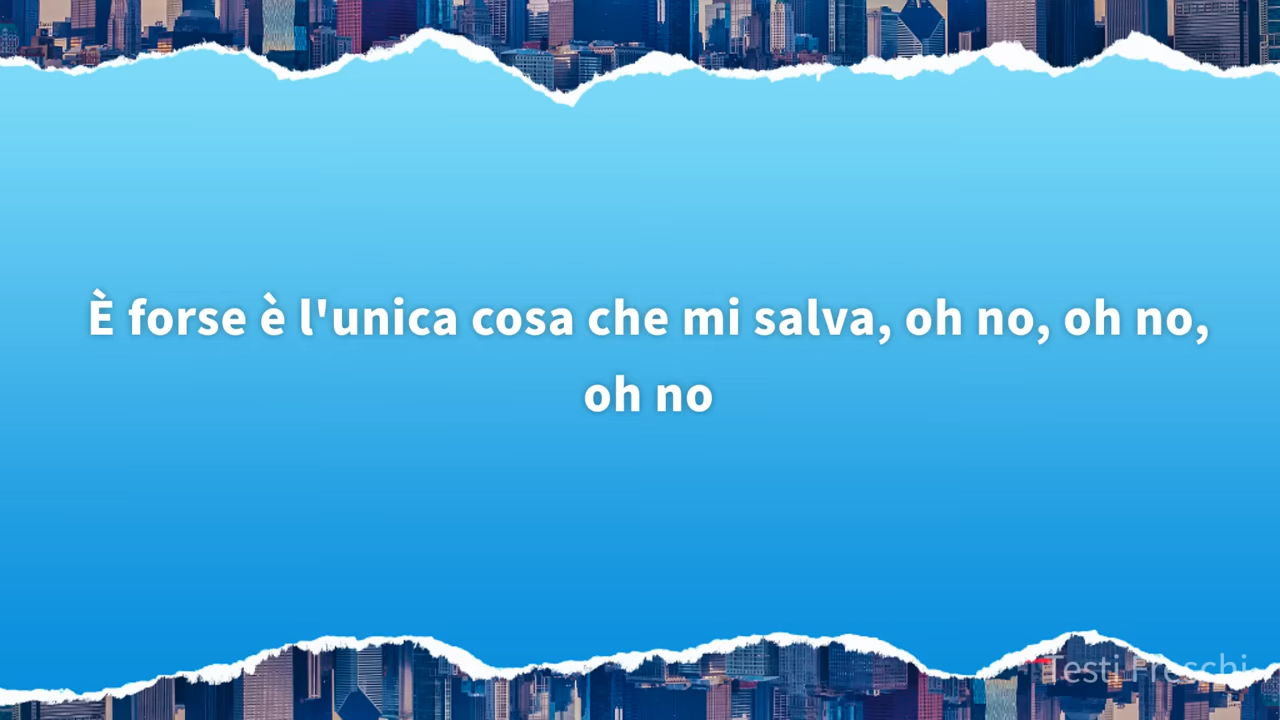 È forse è l'unica cosa che mi salva, oh no, oh no,
oh no
Testi Freschi